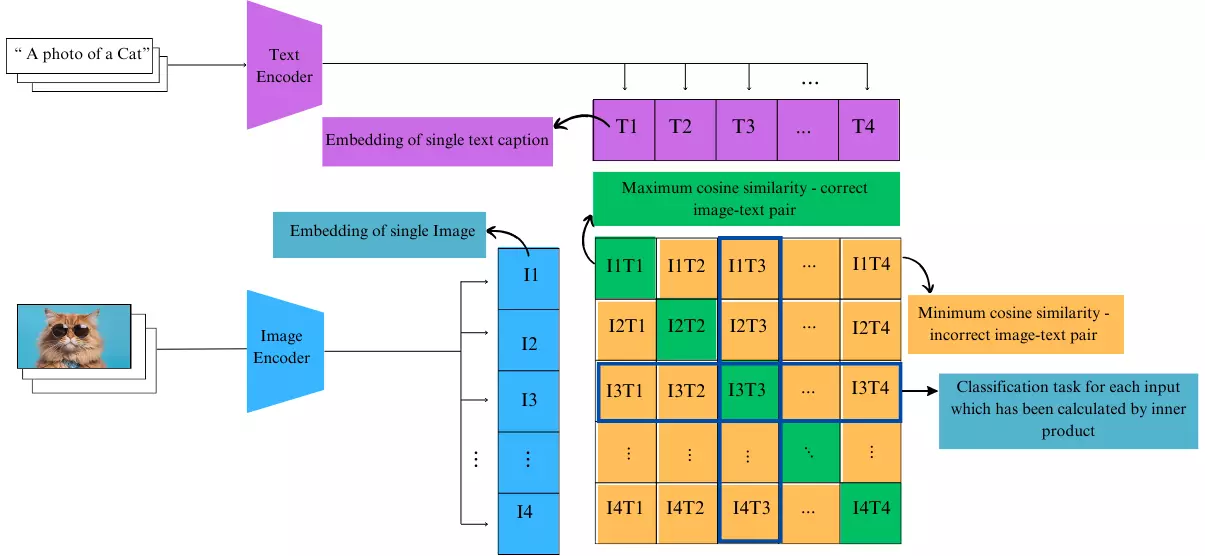 “ A photo of a Cat”
Text
Encoder
...
T1 T2 T3 ... T4
Embedding of single text caption
Maximum cosine similarity - correct
image-text pair
Embedding of single Image
I1
I2
I3
⋮
⋮
I4
Image
Encoder
I1T1 I1T2 I1T3 ... I1T4
I2T1 I2T2 I2T3 ... I2T4
I3T1 I3T2 I3T3 ... I3T4
⋮ ⋮ ⋮ ⋱ ⋮
I4T1 I4T2 I4T3 ... I4T4
Minimum cosine similarity -
incorrect image-text pair
Classification task for each input
which has been calculated by inner
product